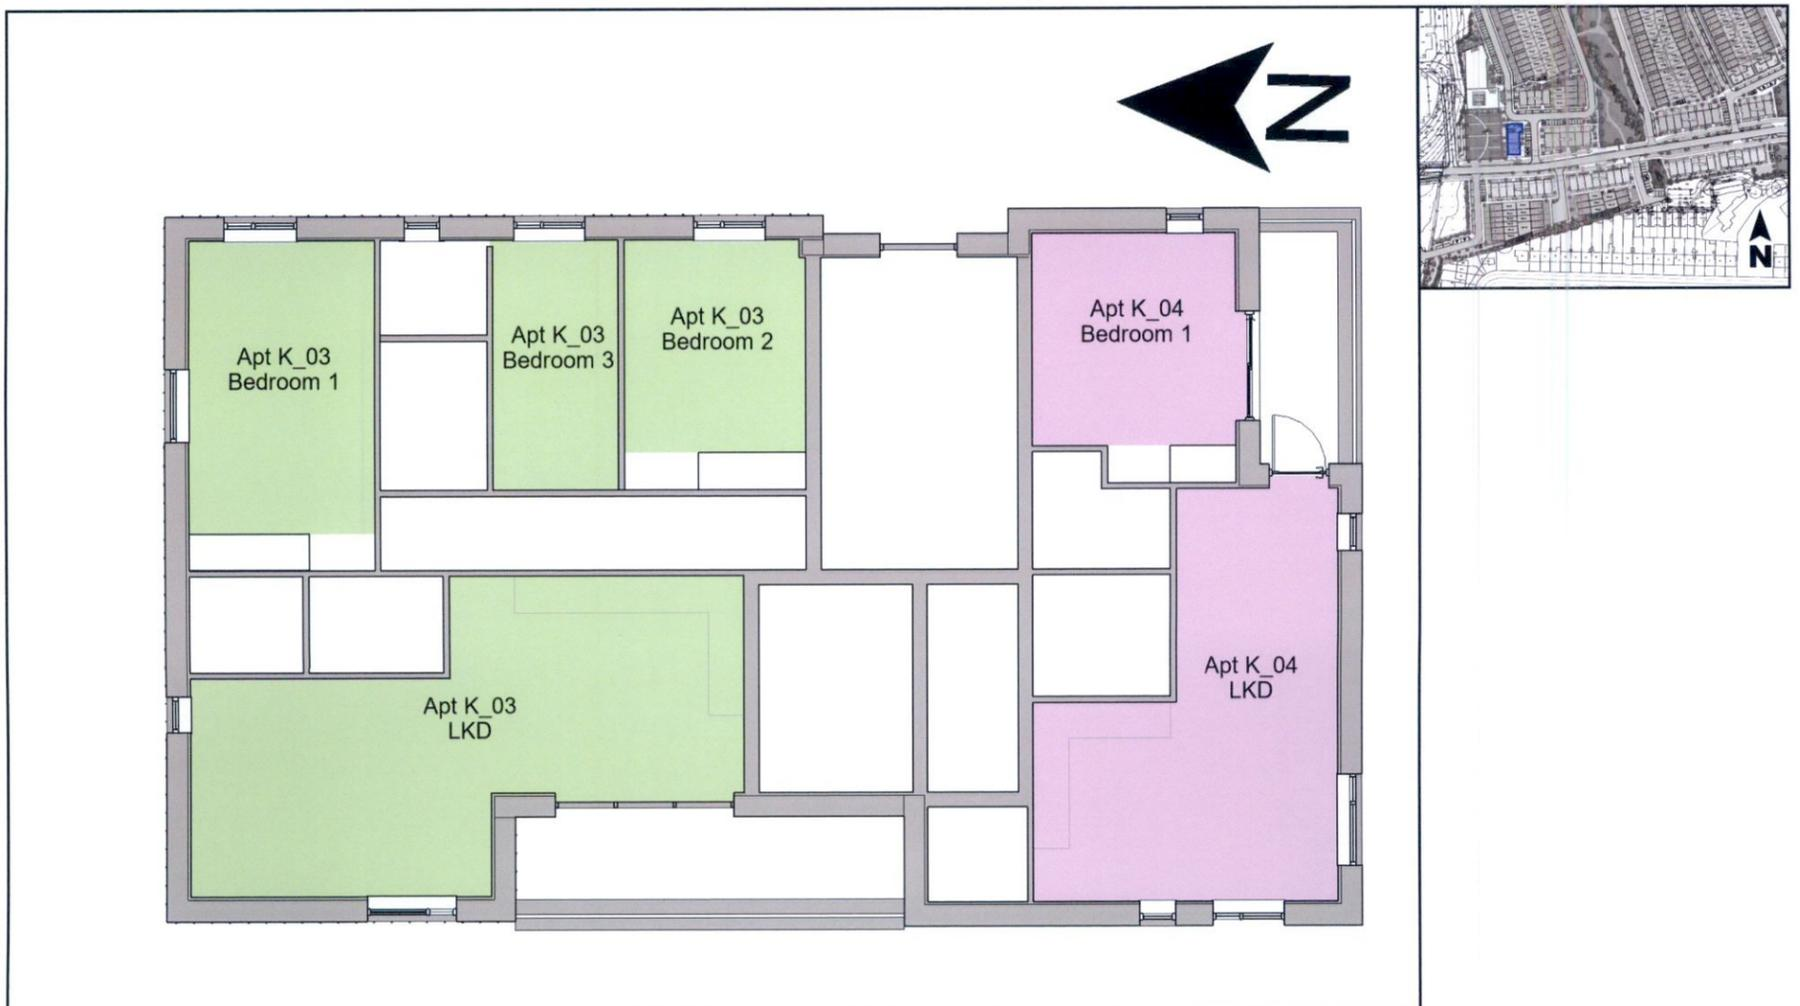 N
N
Apt K_03
Bedroom 1
Apt K_03
Bedroom 3
Apt K_03
Bedroom 2
Apt K_04
Bedroom 1
Apt K_03
LKD
Apt K_04
LKD